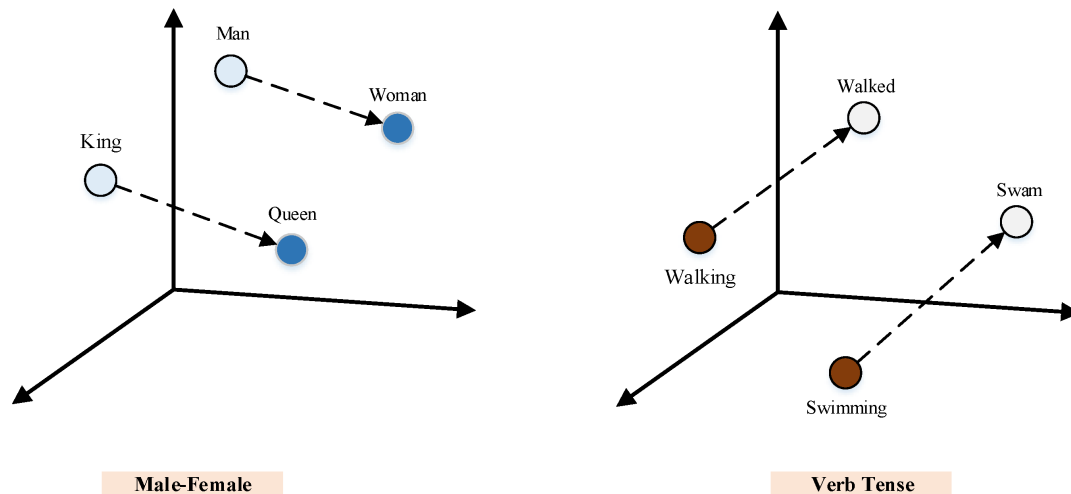 Man
Woman
King
Queen
Male-Female
Walked
Swam
Walking
Swimming
Verb Tense